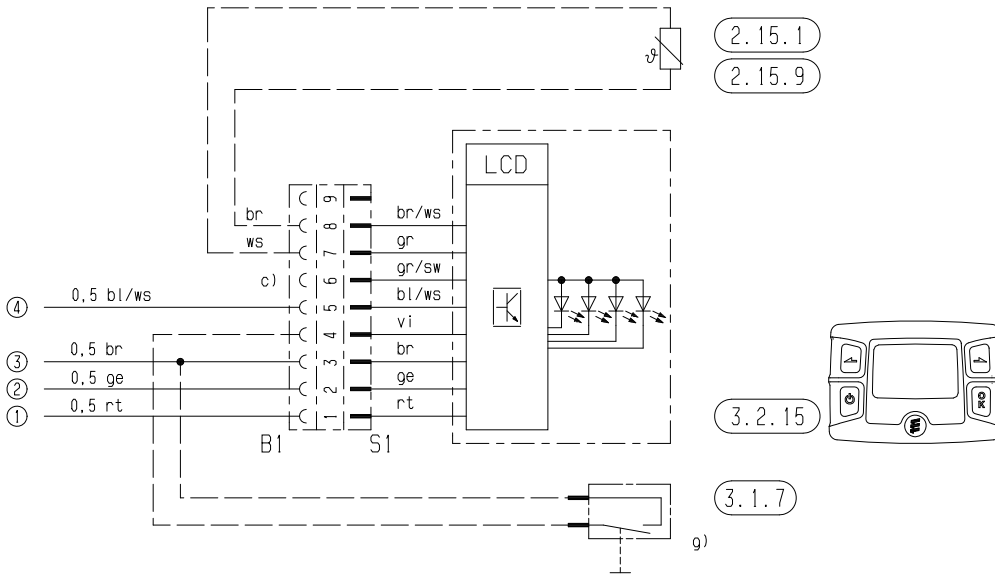 2.15.1
ϑ
2.15.9
LCD
9
br 8 br/ws
ws 7 gr
c) 6 gr/sw
④ 0,5 bl/ws 5 bl/ws
4 vi
③ 0,5 br 3 br
② 0,5 ge 2 ge
① 0,5 rt 1 rt
B1 S1
3.2.15
OK
3.1.7
g)